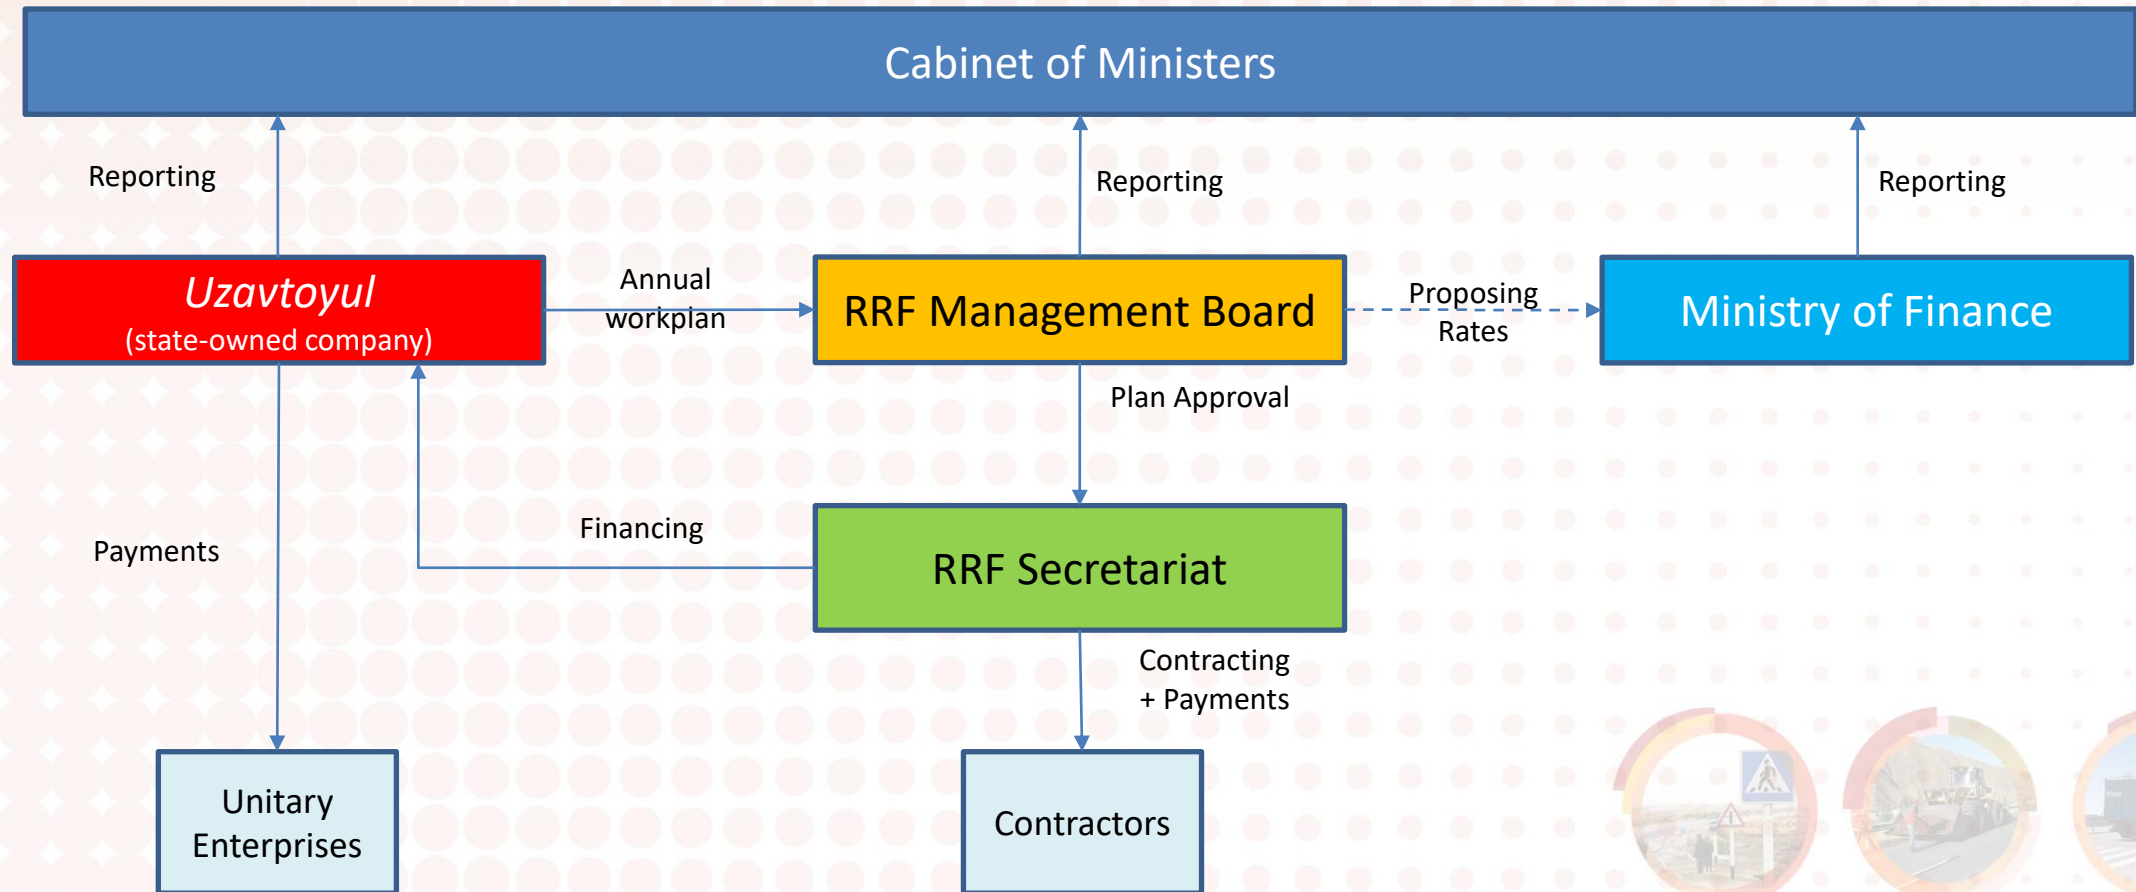 Cabinet of Ministers
Reporting
Reporting
Reporting
Uzavtoyul
(state-owned company)
Annual
workplan
RRF Management Board
Proposing
Rates
Ministry of Finance
Plan Approval
Financing
Payments
RRF Secretariat
Contracting
+ Payments
Unitary
Enterprises
Contractors